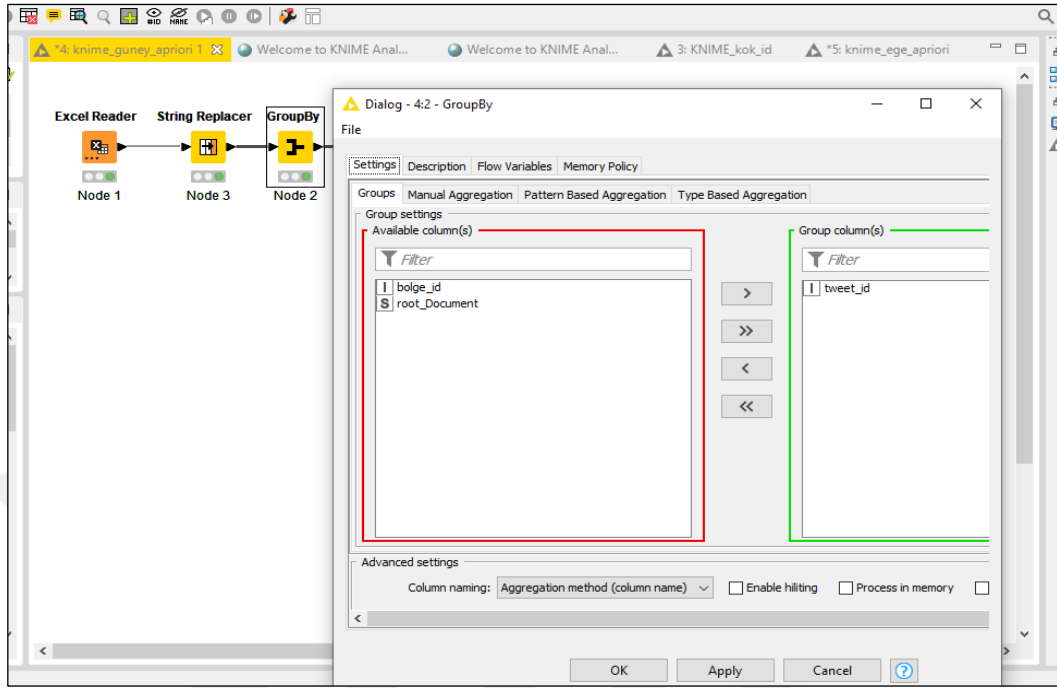 #ID NAME
*4: knime_guney_apriori 1 Welcome to KNIME Anal... Welcome to KNIME Anal... 3: KNIME_kok_id *5: knime_ege_apriori
Excel Reader String Replacer GroupBy
Node 1 Node 3 Node 2
Dialog - 4:2 - GroupBy
File
Settings Description Flow Variables Memory Policy
Groups Manual Aggregation Pattern Based Aggregation Type Based Aggregation
Group settings
Available column(s) Group column(s)
Filter Filter
I bolge_id I tweet_id
S root_Document
>
>>
<
<<
Advanced settings
Column naming: Aggregation method (column name) Enable hiliting Process in memory
OK Apply Cancel ?